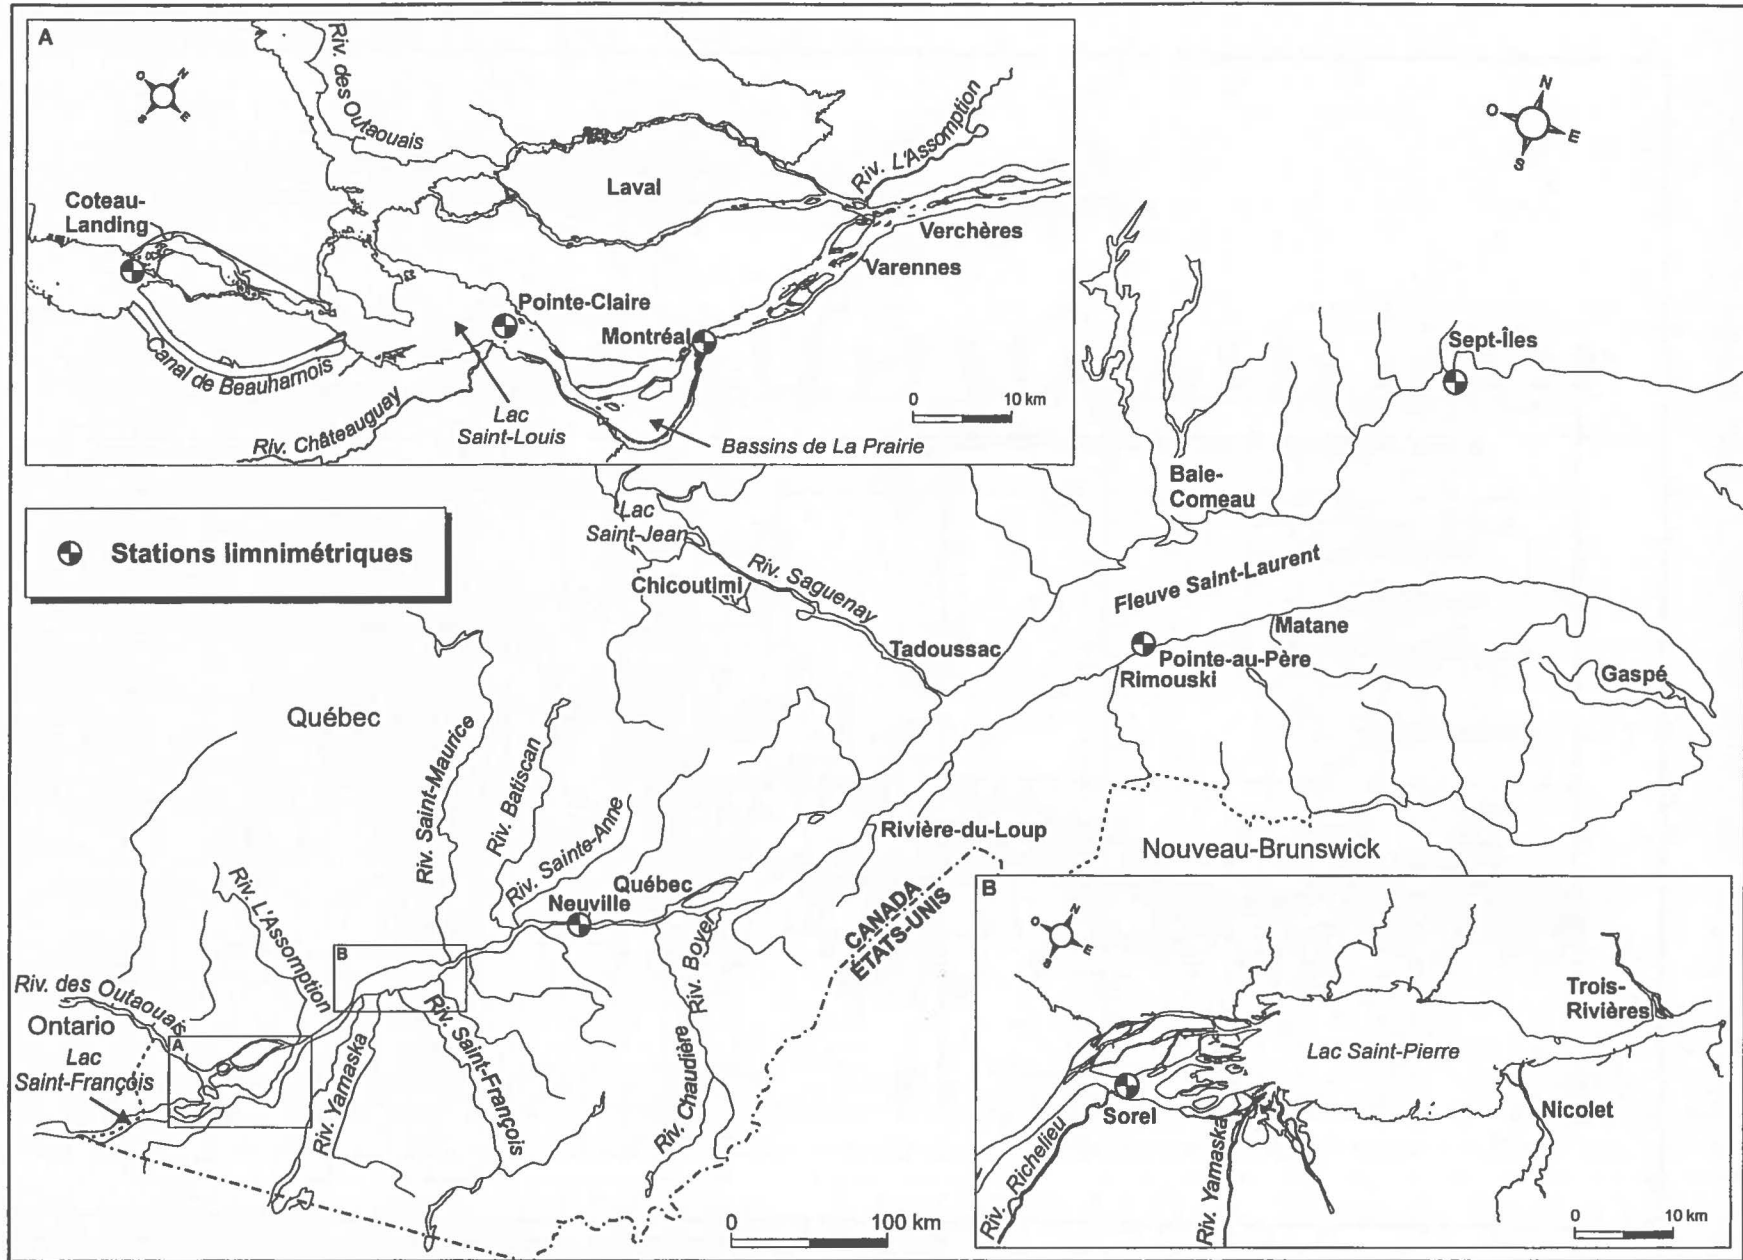 A
O
N
S
E
Riv. des Outaouais
Riv. L'Assomption
Laval
Coteau-
Landing
Verchères
Varennes
Pointe-Claire
Montréal
Canal de Beauharnois
Riv. Châteauguay
Lac
Saint-Louis
Bassins de La Prairie
0 10 km
O
N
S
E
Stations limnimétriques
Sept-Îles
Baie-
Comeau
Lac
Saint-Jean
Chicoutimi
Riv. Saguenay
Tadoussac
Fleuve Saint-Laurent
Matane
Pointe-au-Père
Rimouski
Gaspé
Québec
Riv. Saint-Maurice
Riv. Batiscan
Riv. Sainte-Anne
Rivière-du-Loup
Nouveau-Brunswick
Québec
Neuville
CANADA
ÉTATS-UNIS
Riv. L'Assomption
B
Riv. Boyer
Riv. des Outaouais
Ontario
A
Lac
Saint-François
Riv. Yamaska
Riv. Saint-François
Riv. Chaudière
0 100 km
B
O
N
S
E
Trois-
Rivières
Lac Saint-Pierre
Sorel
Nicolet
Riv. Richelieu
Riv. Yamaska
0 10 km